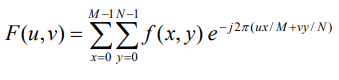 F(u,v) = \sum_{x=0}^{M-1} \sum_{y=0}^{N-1} f(x,y) e^{-j2\pi(ux/M+vy/N)}